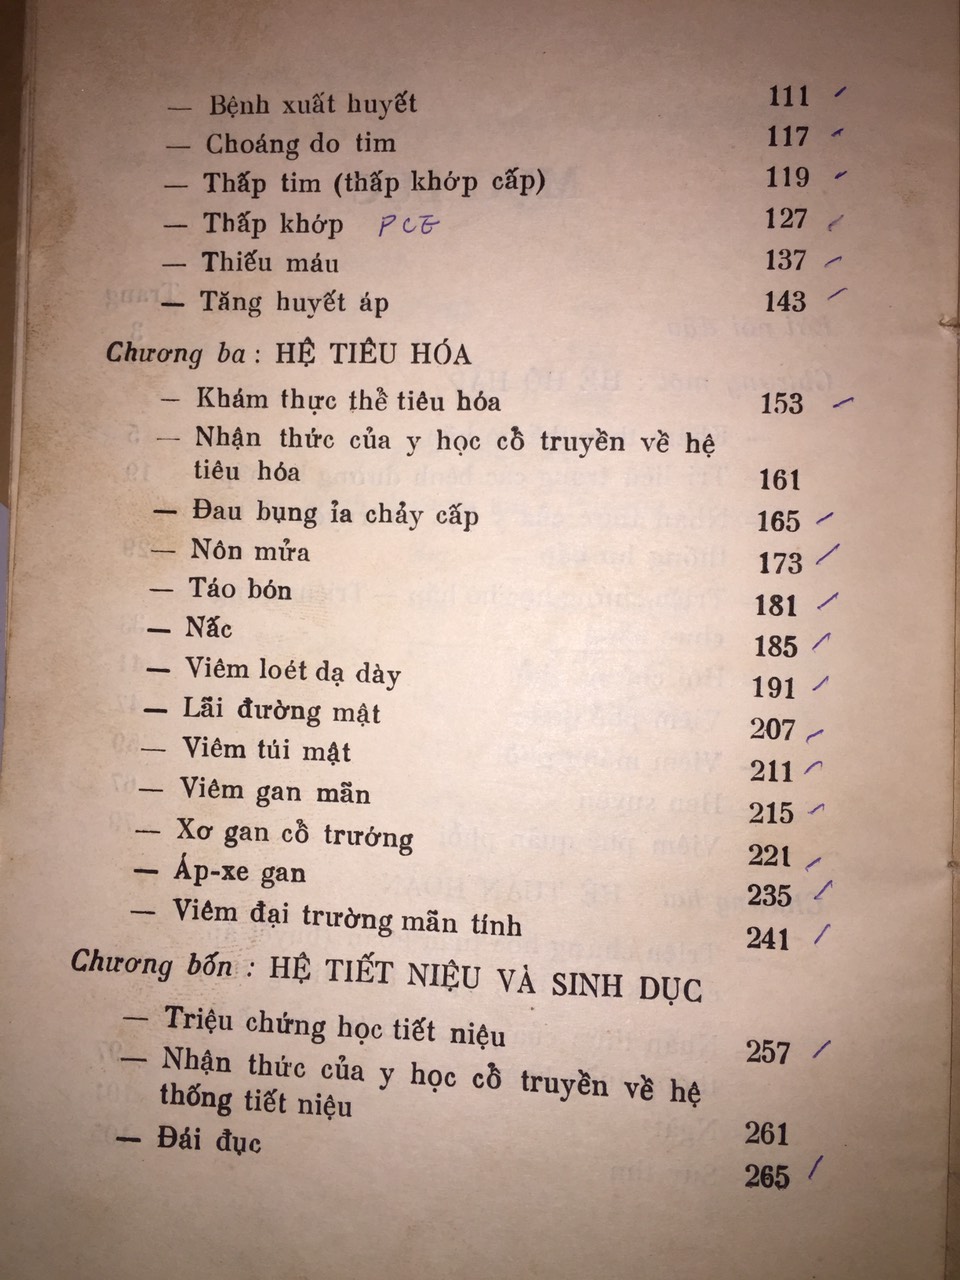 — Bệnh xuất huyết 111
— Choáng do tim 117
— Thấp tim (thấp khớp cấp) 119
— Thấp khớp PCE 127
— Thiếu máu 137
— Tăng huyết áp 143
Chương ba : HỆ TIÊU HÓA
— Khám thực thể tiêu hóa 153
— Nhận thức của y học cổ truyền về hệ
tiêu hóa 161
— Đau bụng ỉa chảy cấp 165
— Nôn mửa 173
— Táo bón 181
— Nấc 185
— Viêm loét dạ dày 191
— Lãi đường mật 207
— Viêm túi mật 211
— Viêm gan mãn 215
— Xơ gan cổ trướng 221
— Áp-xe gan 235
— Viêm đại trường mãn tính 241
Chương bốn : HỆ TIẾT NIỆU VÀ SINH DỤC
— Triệu chứng học tiết niệu 257
— Nhận thức của y học cổ truyền về hệ
thống tiết niệu 261
— Đái đục 265